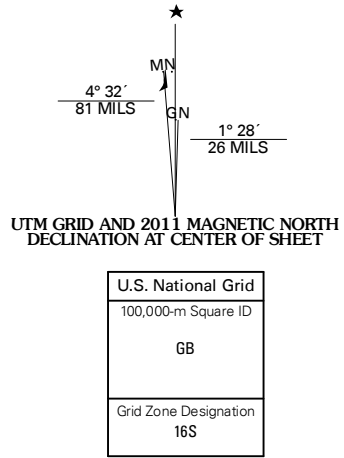 ★
MN
4° 32´
81 MILS
GN
1° 28´
26 MILS
UTM GRID AND 2011 MAGNETIC NORTH
DECLINATION AT CENTER OF SHEET
U.S. National Grid
100,000-m Square ID
GB
Grid Zone Designation
16S